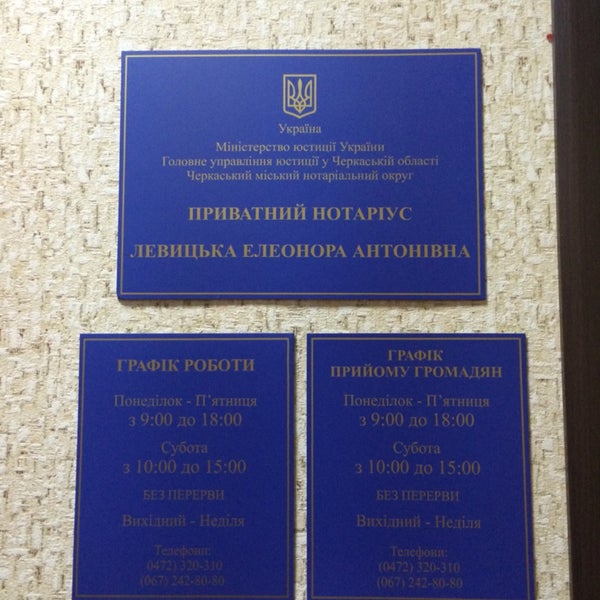 Україна
Міністерство юстиції України
Головне управління юстиції у Черкаській області
Черкаський міський нотаріальний округ
ПРИВАТНИЙ НОТАРІУС
ЛЕВИЦЬКА ЕЛЕОНОРА АНТОНІВНА
ГРАФІК РОБОТИ
Понеділок - П’ятниця
з 9:00 до 18:00
Субота
з 10:00 до 15:00
БЕЗ ПЕРЕРВИ
Вихідний - Неділя
Телефони:
(0472) 320-310
(067) 242-80-80
ГРАФІК
ПРИЙОМУ ГРОМАДЯН
Понеділок - П’ятниця
з 9:00 до 18:00
Субота
з 10:00 до 15:00
БЕЗ ПЕРЕРВИ
Вихідний - Неділя
Телефони:
(0472) 320-310
(067) 242-80-80